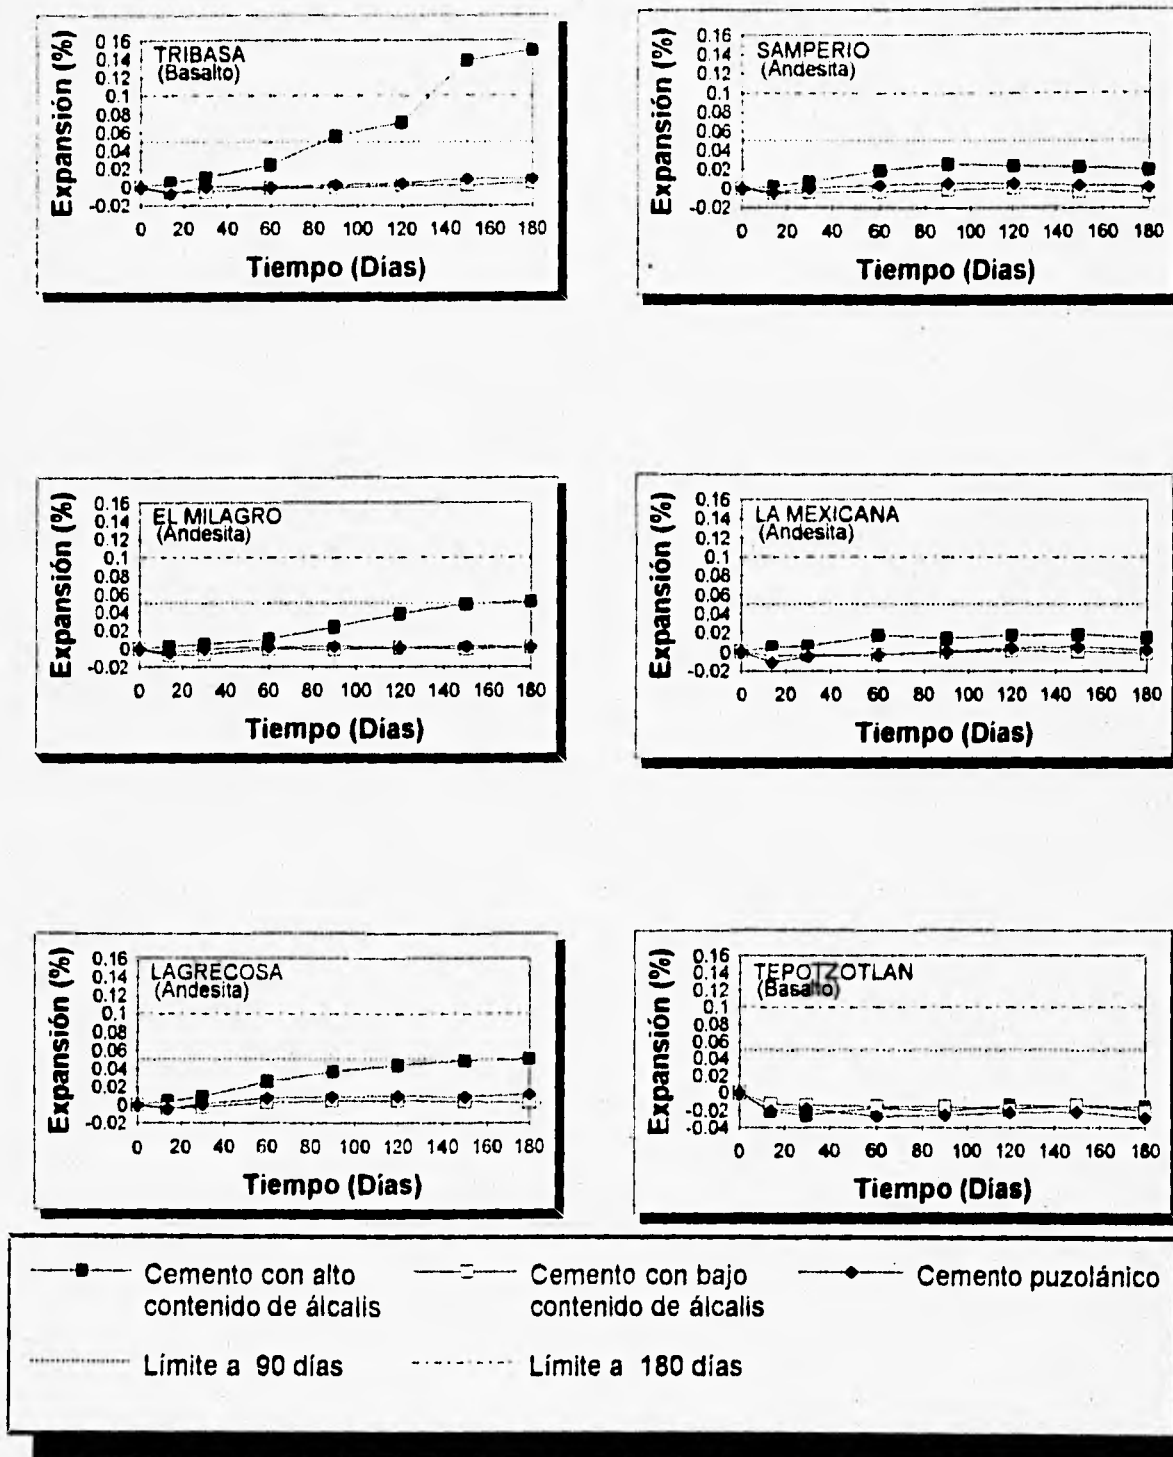 Expansión (%)
0.16
0.14
0.12
0.1
0.08
0.06
0.04
0.02
0
-0.02
TRIBASA
(Basalto)
0 20 40 60 80 100 120 140 160 180
Tiempo (Días)
Expansión (%)
0.16
0.14
0.12
0.1
0.08
0.06
0.04
0.02
0
-0.02
SAMPERIO
(Andesita)
0 20 40 60 80 100 120 140 160 180
Tiempo (Días)
Expansión (%)
0.16
0.14
0.12
0.1
0.08
0.06
0.04
0.02
0
-0.02
EL MILAGRO
(Andesita)
0 20 40 60 80 100 120 140 160 180
Tiempo (Días)
Expansión (%)
0.16
0.14
0.12
0.1
0.08
0.06
0.04
0.02
0
-0.02
LA MEXICANA
(Andesita)
0 20 40 60 80 100 120 140 160 180
Tiempo (Días)
Expansión (%)
0.16
0.14
0.12
0.1
0.08
0.06
0.04
0.02
0
-0.02
LAGRECOSA
(Andesita)
0 20 40 60 80 100 120 140 160 180
Tiempo (Días)
Expansión (%)
0.16
0.14
0.12
0.1
0.08
0.06
0.04
0.02
0
-0.02
-0.04
TEPOTZOTLAN
(Basalto)
0 20 40 60 80 100 120 140 160 180
Tiempo (Días)
Cemento con alto
contenido de álcalis
Cemento con bajo
contenido de álcalis
Cemento puzolánico
Límite a 90 días
Límite a 180 días